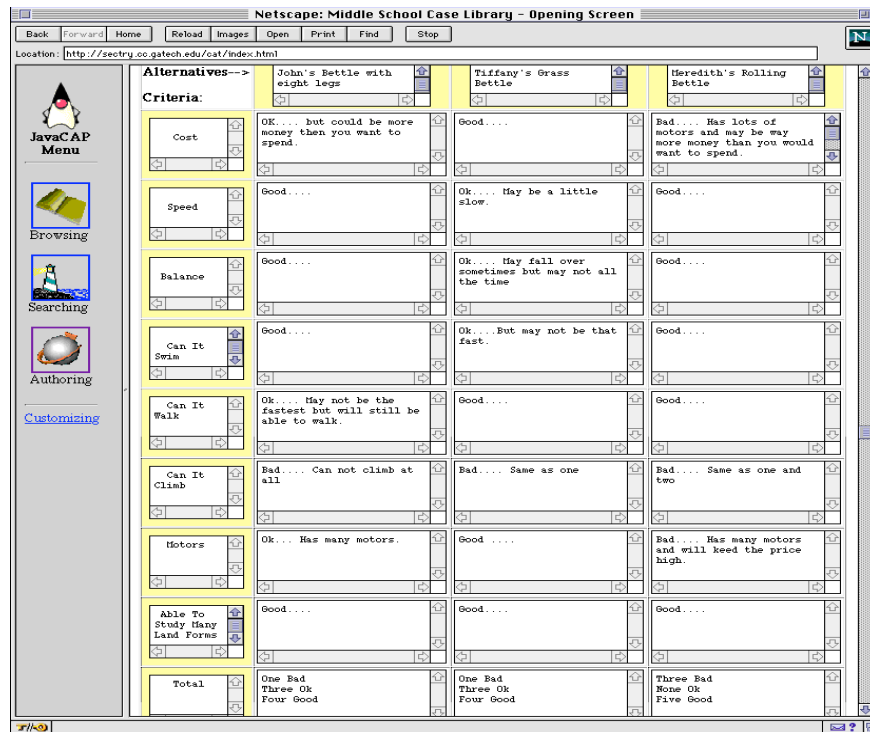 Netscape: Middle School Case Library - Opening Screen
Back Forward Home Reload Images Open Print Find Stop
N
Location: http://sectry.cc.gatech.edu/cat/index.html
JavaCAP
Menu
Browsing
Searching
Authoring
Customizing
Alternatives-->
Criteria:
John's Bettle with
eight legs
Tiffany's Grass
Bettle
Meredith's Rolling
Bettle
Cost
OK.... but could be more
money then you want to
spend.
Good....
Bad.... Has lots of
motors and may be way
more money than you would
want to spend.
Speed
Good....
Ok.... May be a little
slow.
Good....
Balance
Good....
Ok.... May fall over
sometimes but may not all
the time
Good....
Can It
Swim
Good....
Ok....But may not be that
fast.
Good....
Can It
Walk
Ok.... May not be the
fastest but will still be
able to walk.
Good....
Good....
Can It
Climb
Bad.... Can not climb at
all
Bad.... Same as one
Bad.... Same as one and
two
Motors
Ok... Has many motors.
Good ....
Bad.... Has many motors
and will keed the price
high.
Able To
Study Many
Land Forms
Good....
Good....
Good....
Total
One Bad
Three Ok
Four Good
One Bad
Three Ok
Four Good
Three Bad
None Ok
Five Good